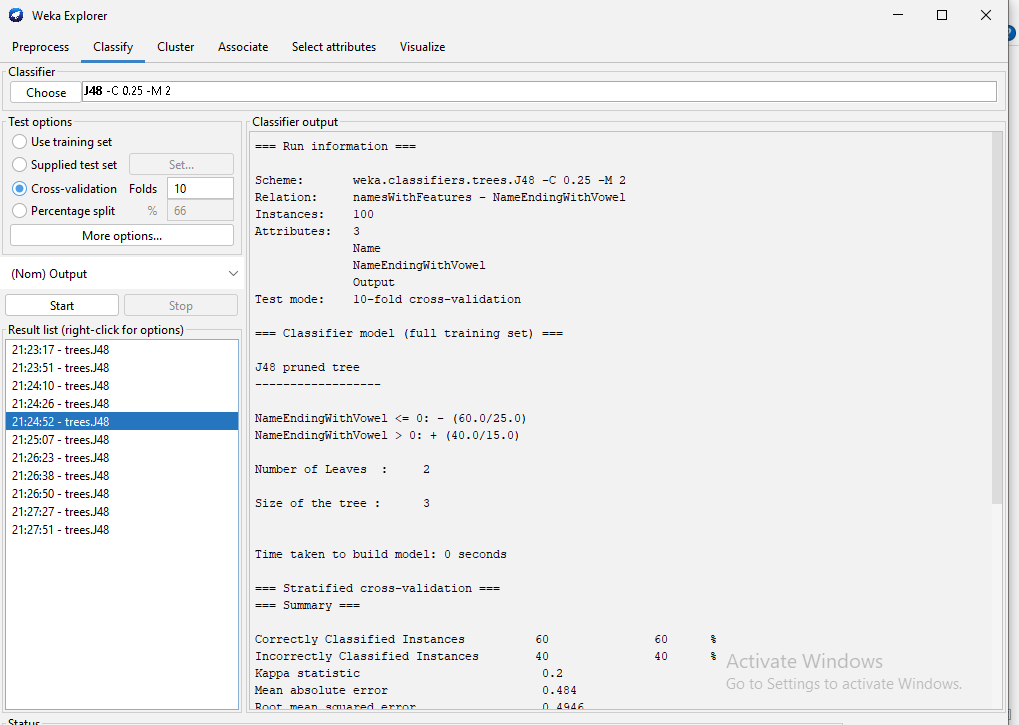 Weka Explorer
Preprocess Classify Cluster Associate Select attributes Visualize
Classifier
Choose J48 -C 0.25 -M 2
Test options
Use training set
Supplied test set Set...
Cross-validation Folds 10
Percentage split % 66
More options...
(Nom) Output
Start Stop
Result list (right-click for options)
21:23:17 - trees.J48
21:23:51 - trees.J48
21:24:10 - trees.J48
21:24:26 - trees.J48
21:24:52 - trees.J48
21:25:07 - trees.J48
21:26:23 - trees.J48
21:26:38 - trees.J48
21:26:50 - trees.J48
21:27:27 - trees.J48
21:27:51 - trees.J48
Classifier output
=== Run information ===
Scheme: weka.classifiers.trees.J48 -C 0.25 -M 2
Relation: namesWithFeatures - NameEndingWithVowel
Instances: 100
Attributes: 3
Name
NameEndingWithVowel
Output
Test mode: 10-fold cross-validation
=== Classifier model (full training set) ===
J48 pruned tree
------------------
NameEndingWithVowel <= 0: - (60.0/25.0)
NameEndingWithVowel > 0: + (40.0/15.0)
Number of Leaves : 2
Size of the tree : 3
Time taken to build model: 0 seconds
=== Stratified cross-validation ===
=== Summary ===
Correctly Classified Instances 60 60 %
Incorrectly Classified Instances 40 40 %
Kappa statistic 0.2
Mean absolute error 0.484
Root mean squared error 0.4946
Activate Windows
Go to Settings to activate Windows.
Status